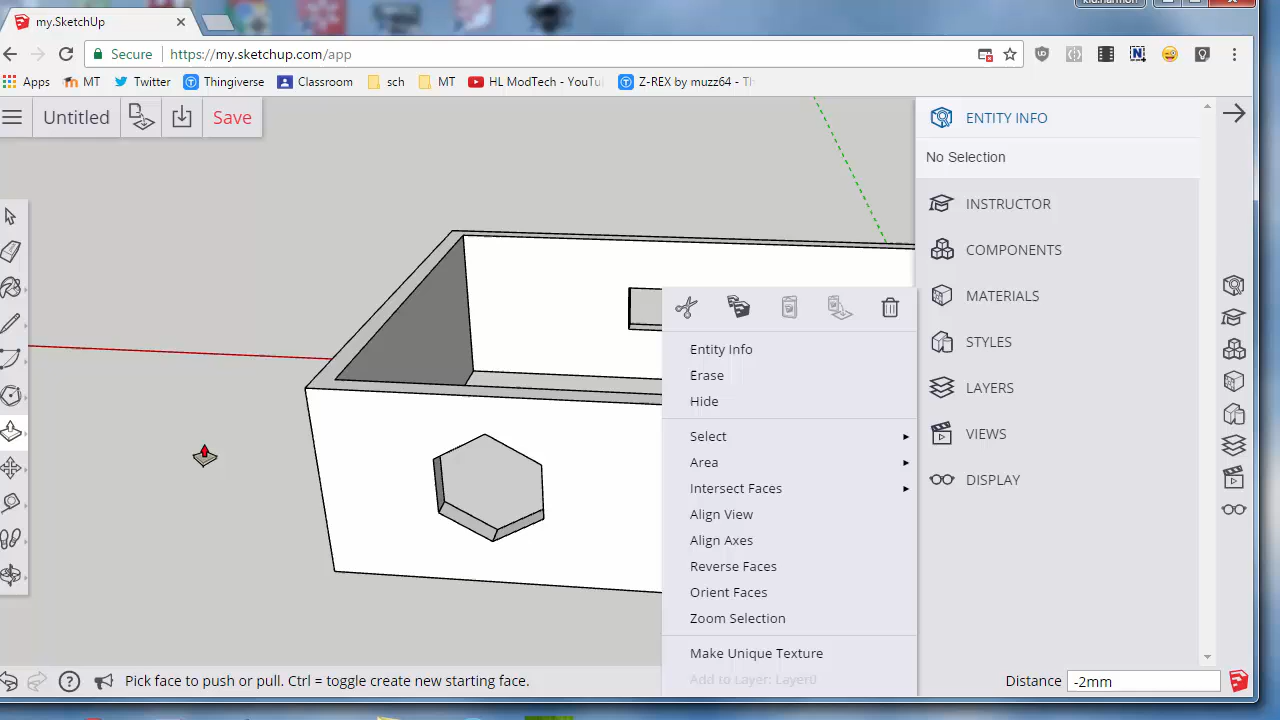 my.SketchUp
Secure https://my.sketchup.com/app
Apps MT Twitter Thingiverse Classroom sch MT HL ModTech - YouTu Z-REX by muzz64 - Th
Untitled Save
ENTITY INFO
No Selection
INSTRUCTOR
COMPONENTS
MATERIALS
STYLES
LAYERS
VIEWS
DISPLAY
Entity Info
Erase
Hide
Select
Area
Intersect Faces
Align View
Align Axes
Reverse Faces
Orient Faces
Zoom Selection
Make Unique Texture
Add to Layer: Layer0
Pick face to push or pull. Ctrl = toggle create new starting face. Distance -2mm